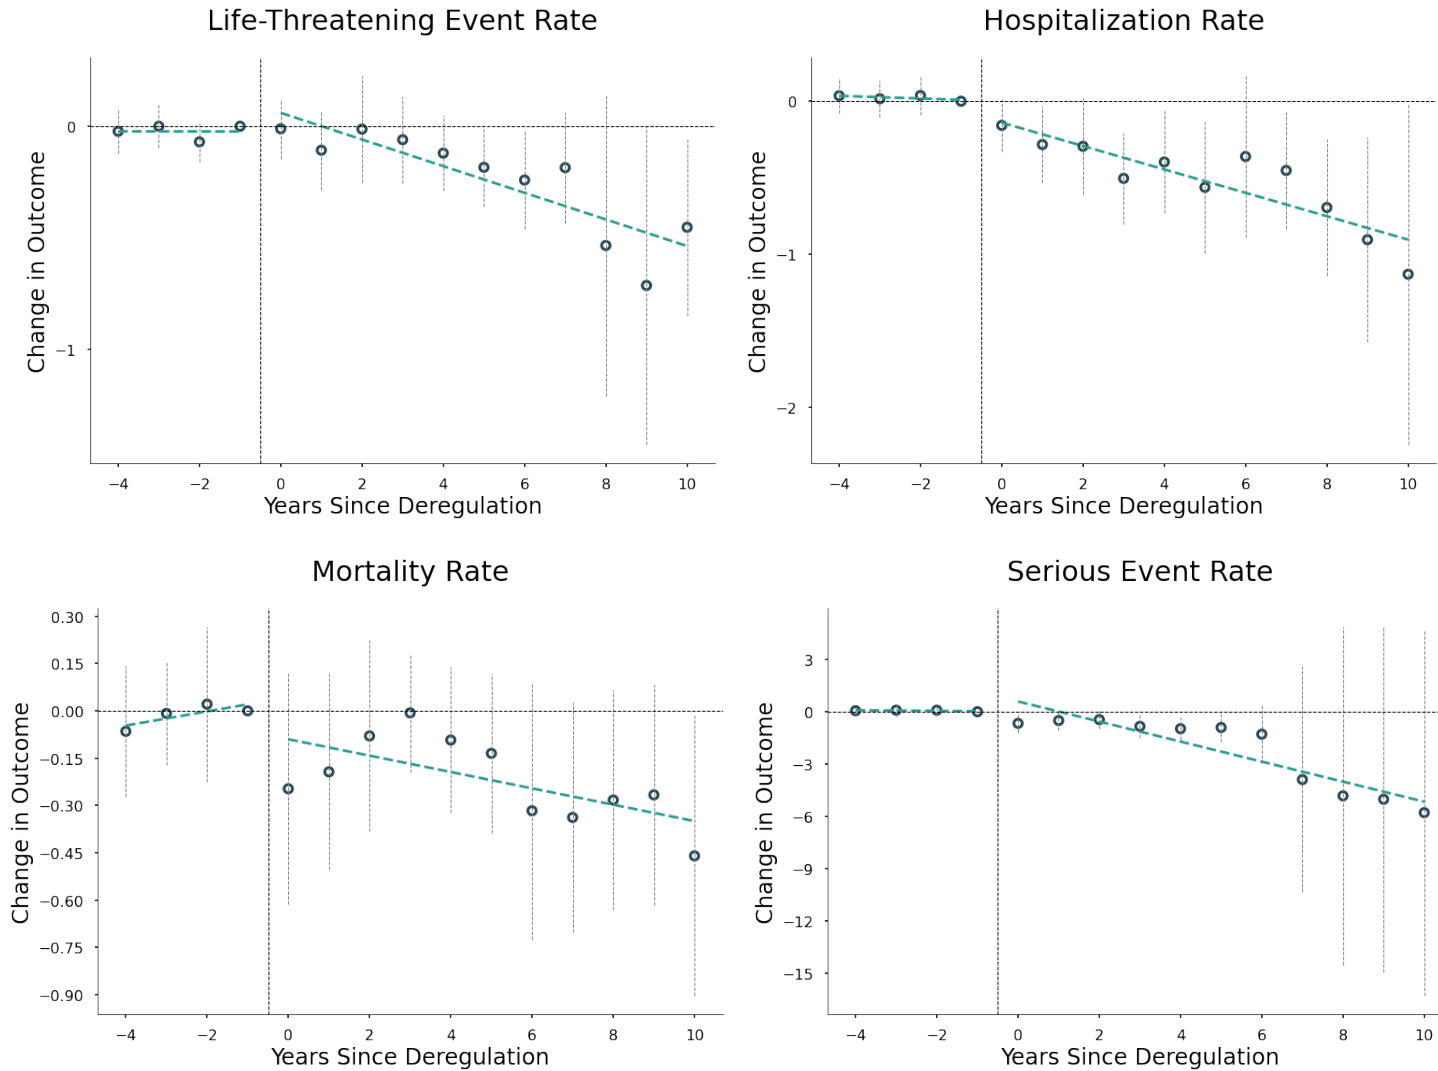 Life-Threatening Event Rate
Change in Outcome
0
−1
−4 −2 0 2 4 6 8 10
Years Since Deregulation
Hospitalization Rate
Change in Outcome
0
−1
−2
−4 −2 0 2 4 6 8 10
Years Since Deregulation
Mortality Rate
Change in Outcome
0.30
0.15
0.00
−0.15
−0.30
−0.45
−0.60
−0.75
−0.90
−4 −2 0 2 4 6 8 10
Years Since Deregulation
Serious Event Rate
Change in Outcome
3
0
−3
−6
−9
−12
−15
−4 −2 0 2 4 6 8 10
Years Since Deregulation